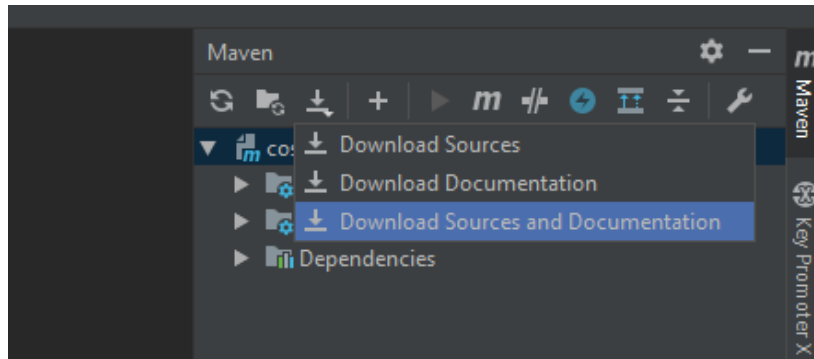 Maven
m
Download Sources
Download Documentation
Download Sources and Documentation
Dependencies
m Maven
Key Promoter X